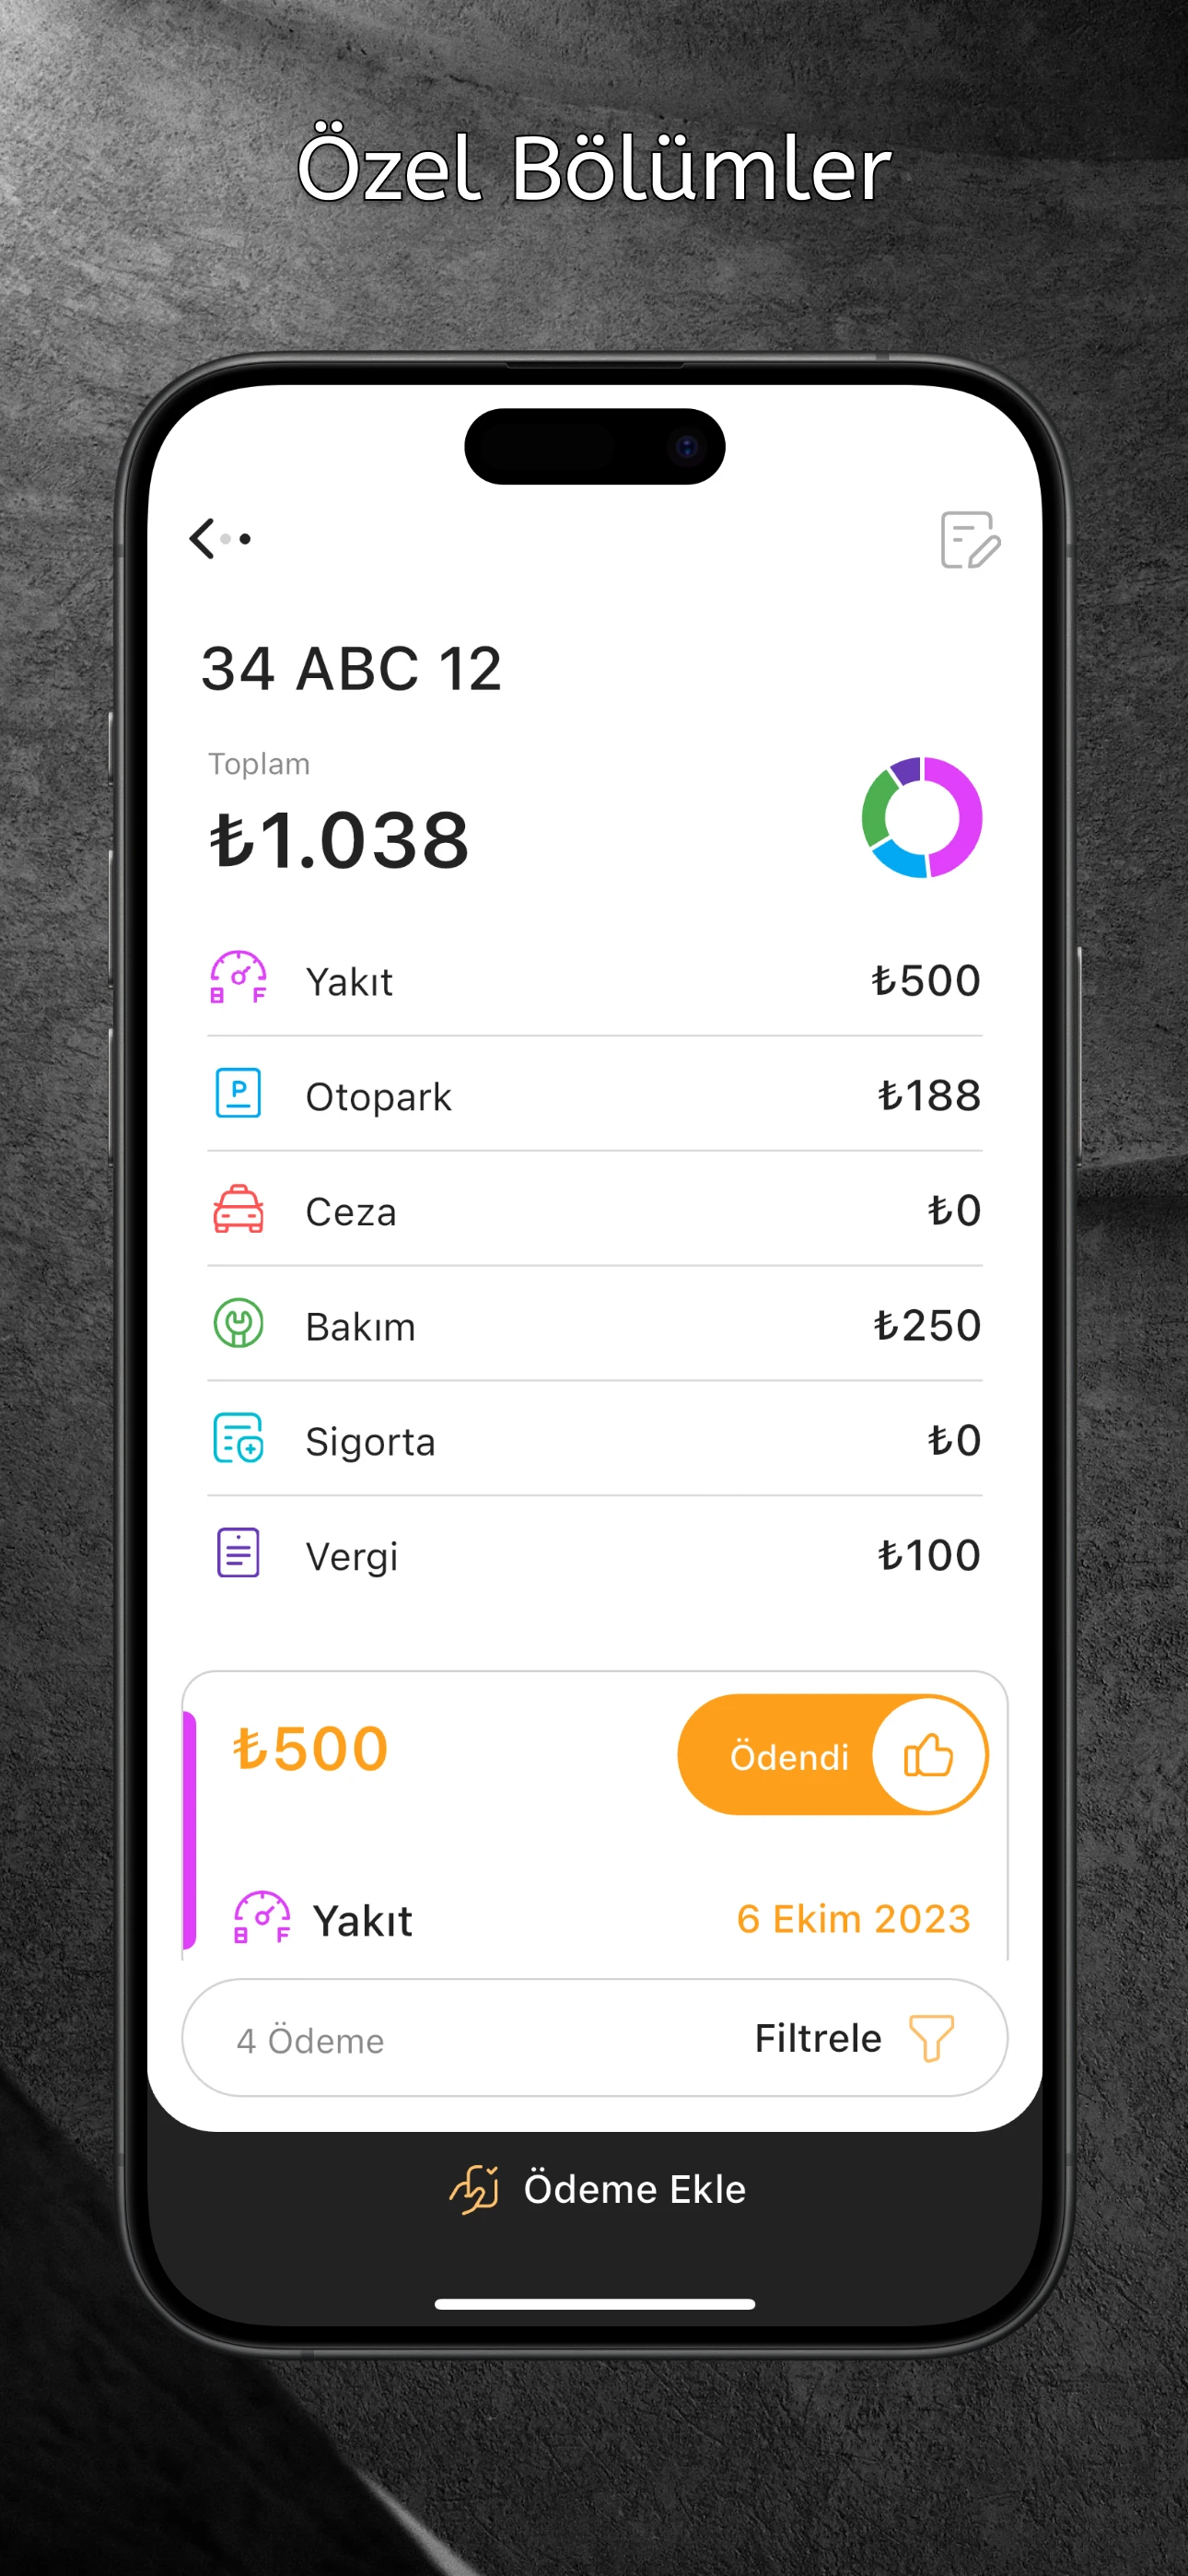 Özel Bölümler
34 ABC 12
Toplam
₺1.038
Yakıt ₺500
Otopark ₺188
Ceza ₺0
Bakım ₺250
Sigorta ₺0
Vergi ₺100
₺500 Ödendi
Yakıt 6 Ekim 2023
4 Ödeme Filtrele
Ödeme Ekle